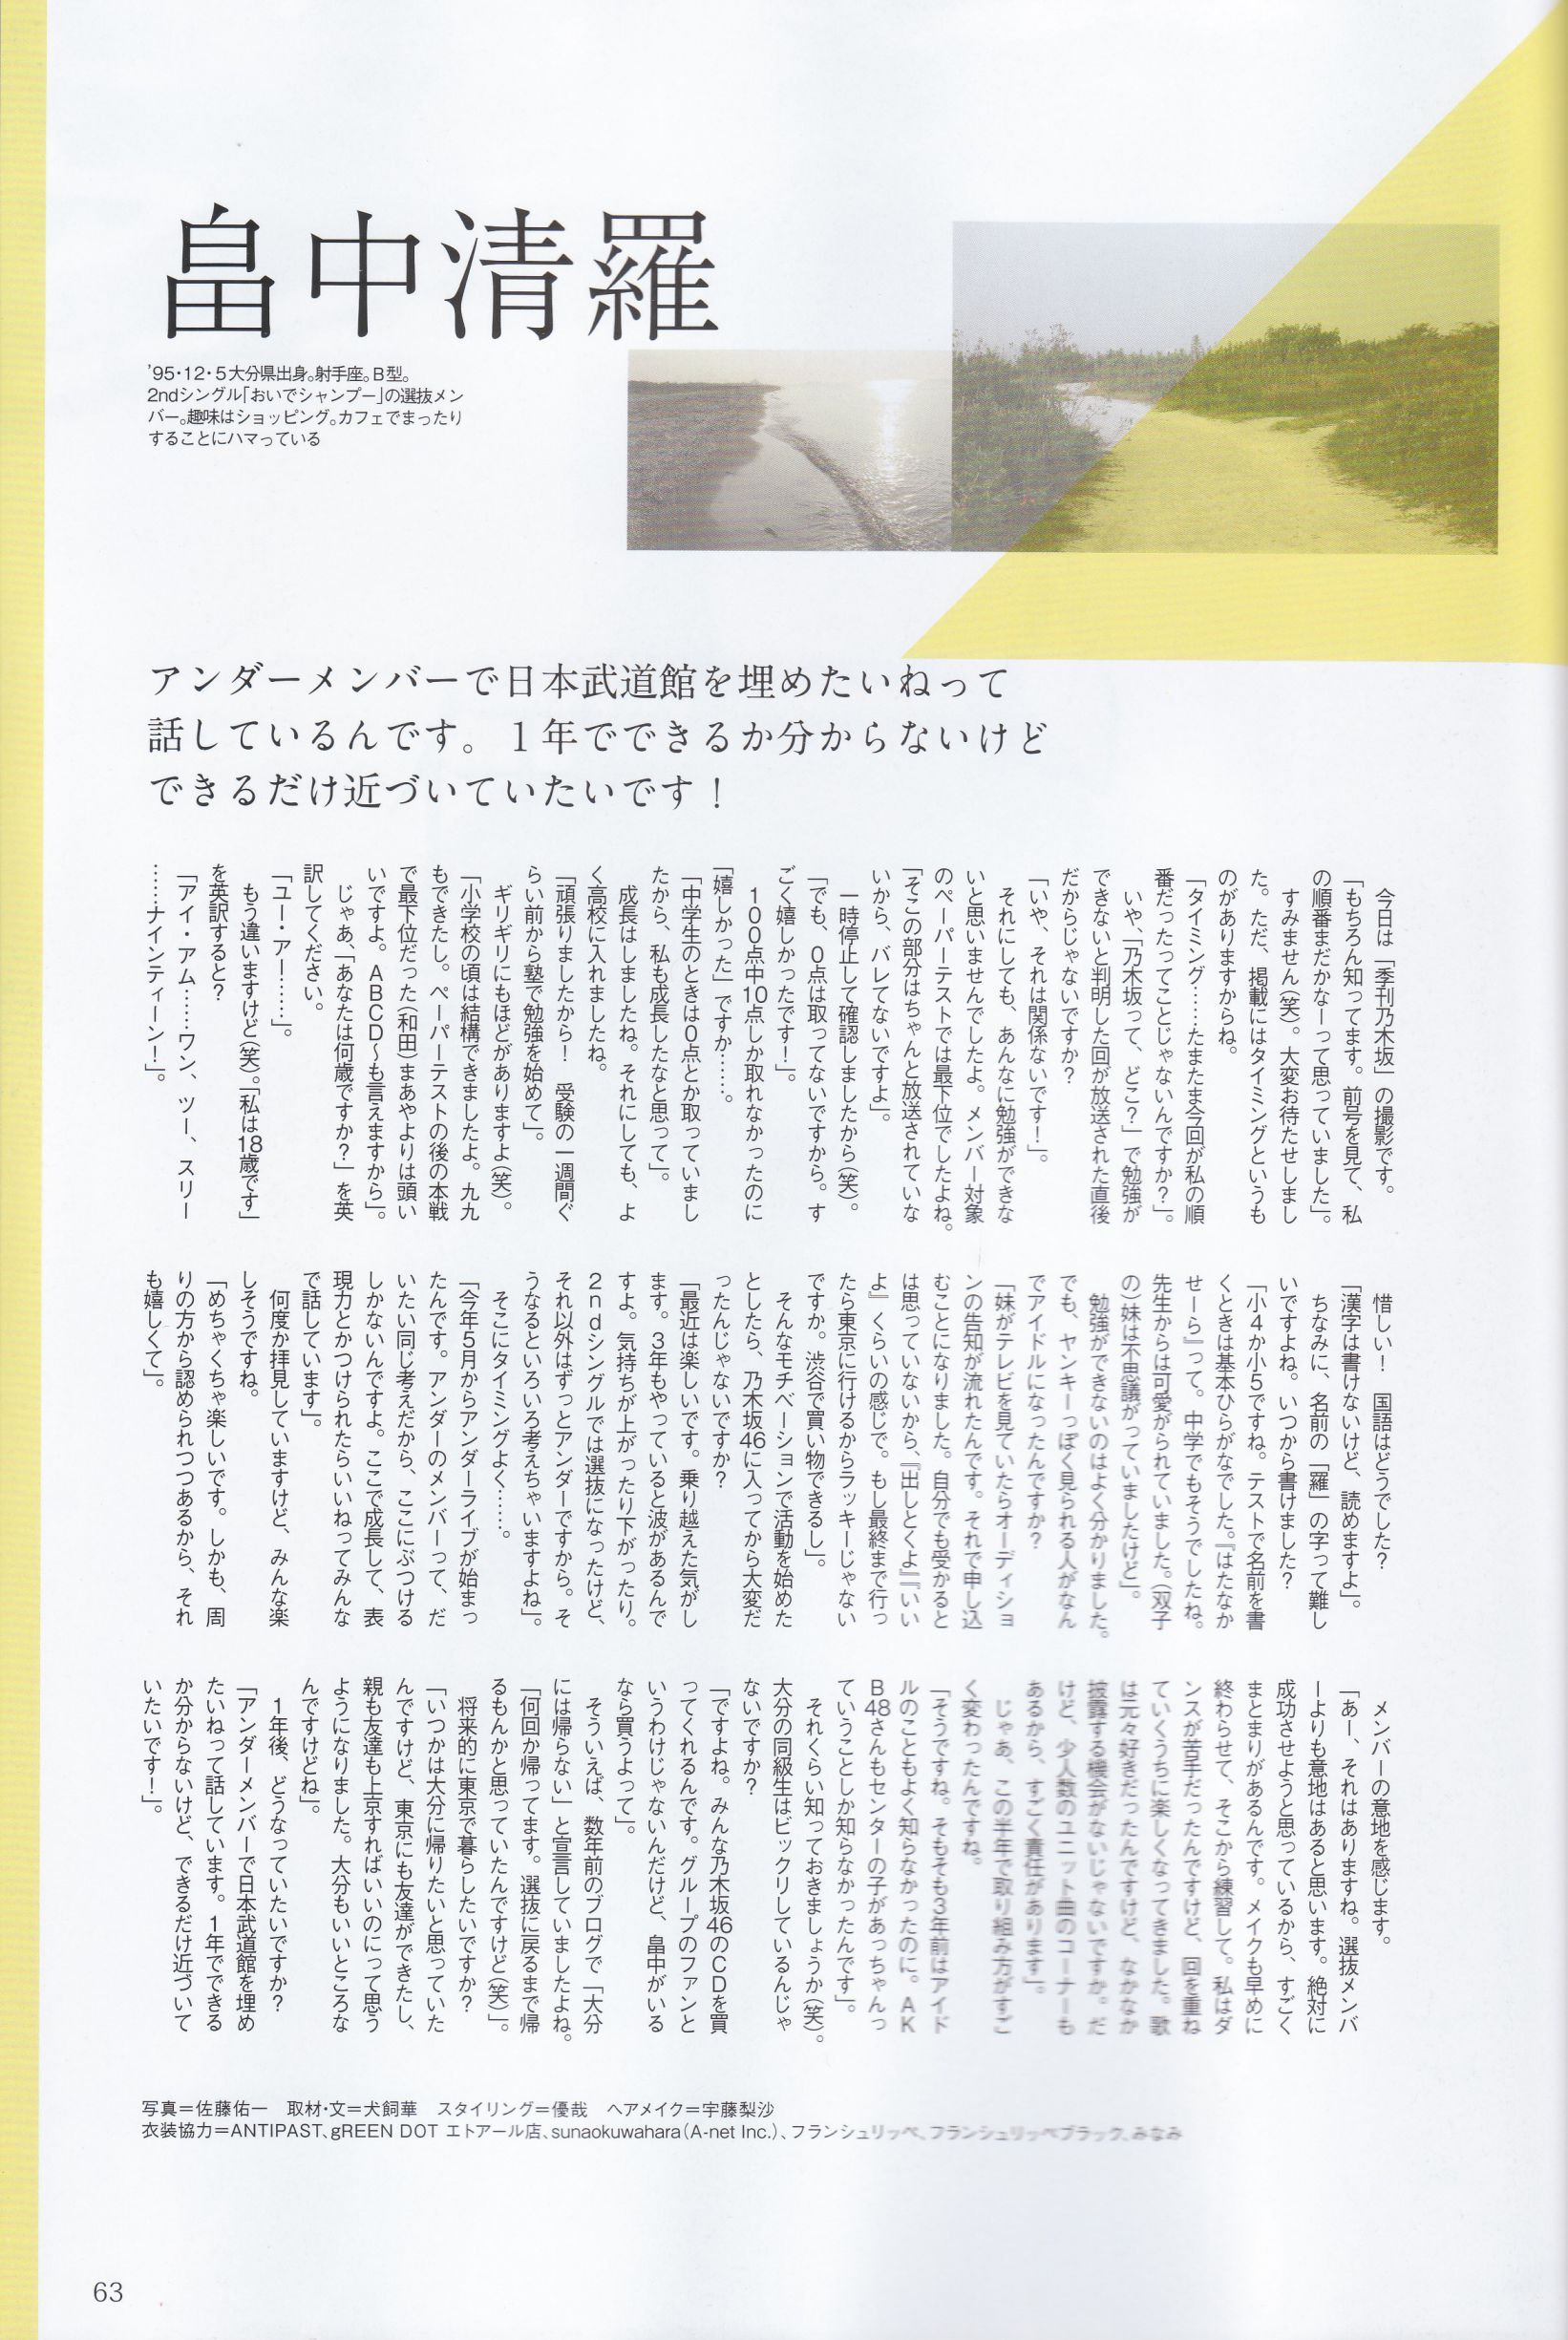 畠中清羅
’95・12・5大分県出身。射手座。B型。
2ndシングル「おいでシャンプー」の選抜メン
バー。趣味はショッピング。カフェでまったり
することにハマっている
アンダーメンバーで日本武道館を埋めたいねって
話しているんです。1年でできるか分からないけど
できるだけ近づいていたいです！
今日は「季刊乃木坂」の撮影です。
「もちろん知ってます。前号を見て、私
の順番まだかなーって思っていました」。
すみません（笑）。大変お待たせしまし
た。ただ、掲載にはタイミングというも
のがありますからね。
「タイミング……たまたま今回が私の順
番だったってことじゃないんですか？」。
いや、「乃木坂って、どこ？」で勉強が
できないと判明した回が放送された直後
だからじゃないですか？
「いや、それは関係ないです！」。
それにしても、あんなに勉強ができな
いと思いませんでしたよ。メンバー対象
のペーパーテストでは最下位でしたよね。
「そこの部分はちゃんと放送されていな
いから、バレてないですよ」。
一時停止して確認しましたから（笑）。
「でも、0点は取ってないですから。す
ごく嬉しかったです！」。
100点中10点しか取れなかったのに
「嬉しかった」ですか……。
「中学生のときは0点とか取っていまし
たから、私も成長したなと思って」。
成長はしましたね。それにしても、よ
く高校に入れましたね。
「頑張りましたから！　受験の一週間ぐ
らい前から塾で勉強を始めて」。
ギリギリにもほどがありますよ（笑）。
「小学校の頃は結構できましたよ。九九
もできたし。ペーパーテストの後の本戦
で最下位だった（和田）まあやよりは頭い
いですよ。ABCD〜も言えますから」。
じゃあ、「あなたは何歳ですか？」を英
訳してください。
「ユー・アー……」。
もう違いますけど（笑）。「私は18歳です」
を英訳すると？
「アイ・アム……ワン、ツー、スリー
……ナインティーン！」。
惜しい！　国語はどうでした？
「漢字は書けないけど、読めますよ」。
ちなみに、名前の「羅」の字って難し
いですよね。いつから書けました？
「小4か小5ですね。テストで名前を書
くときは基本ひらがなでした。『はたなか
せーら』って。中学でもそうでしたね。
先生からは可愛がられていました。（双子
の）妹は不思議がっていましたけど」。
勉強ができないのはよく分かりました。
でも、ヤンキーっぽく見られる人がなん
でアイドルになったんですか？
「妹がテレビを見ていたらオーディショ
ンの告知が流れたんです。それで申し込
むことになりました。自分でも受かると
は思っていないから、『出しとくよ』『いい
よ』くらいの感じで。もし最終まで行っ
たら東京に行けるからラッキーじゃない
ですか。渋谷で買い物できるし」。
そんなモチベーションで活動を始めた
としたら、乃木坂46に入ってから大変だ
ったんじゃないですか？
「最近は楽しいです。乗り越えた気がし
ます。3年もやっていると波があるんで
すよ。気持ちが上がったり下がったり。
2ndシングルでは選抜になったけど、
それ以外はずっとアンダーですから。そ
うなるといろいろ考えちゃいますよね」。
そこにタイミングよく……。
「今年5月からアンダーライブが始まっ
たんです。アンダーのメンバーって、だ
いたい同じ考えだから、ここにぶつける
しかないんですよ。ここで成長して、表
現力とかつけられたらいいねってみんな
で話しています」。
何度か拝見していますけど、みんな楽
しそうですね。
「めちゃくちゃ楽しいです。しかも、周
りの方から認められつつあるから、それ
も嬉しくて」。
メンバーの意地を感じます。
「あー、それはありますね。選抜メンバ
ーよりも意地はあると思います。絶対に
成功させようと思っているから、すごく
まとまりがあるんです。メイクも早めに
終わらせて、そこから練習して。私はダ
ンスが苦手だったんですけど、回を重ね
ていくうちに楽しくなってきました。歌
は元々好きだったんですけど、なかなか
披露する機会がないじゃないですか。だ
けど、少人数のユニット曲のコーナーも
あるから、すごく責任があります」。
じゃあ、この半年で取り組み方がすご
く変わったんですね。
「そうですね。そもそも3年前はアイド
ルのこともよく知らなかったのに。AK
B48さんもセンターの子があっちゃんっ
ていうことしか知らなかったんです」。
それくらい知っておきましょうか（笑）。
大分の同級生はビックリしているんじゃ
ないですか？
「ですよね。みんな乃木坂46のCDを買
ってくれるんです。グループのファンと
いうわけじゃないんだけど、畠中がいる
なら買うよって」。
そういえば、数年前のブログで「大分
には帰らない」と宣言していましたよね。
「何回か帰ってます。選抜に戻るまで帰
るもんかと思っていたんですけど（笑）」。
将来的に東京で暮らしたいですか？
「いつかは大分に帰りたいと思っていた
んですけど、東京にも友達ができたし、
親も友達も上京すればいいのにって思う
ようになりました。大分もいいところな
んですけどね」。
1年後、どうなっていたいですか？
「アンダーメンバーで日本武道館を埋め
たいねって話しています。1年でできる
か分からないけど、できるだけ近づいて
いたいです！」。
写真＝佐藤佑一　取材・文＝犬飼華　スタイリング＝優哉　ヘアメイク＝宇藤梨沙
衣装協力＝ANTIPAST、gREEN DOT エトアール店、sunaokuwahara（A-net Inc.）、フランシュリッペ、フランシュリッペブラック、みなみ
63